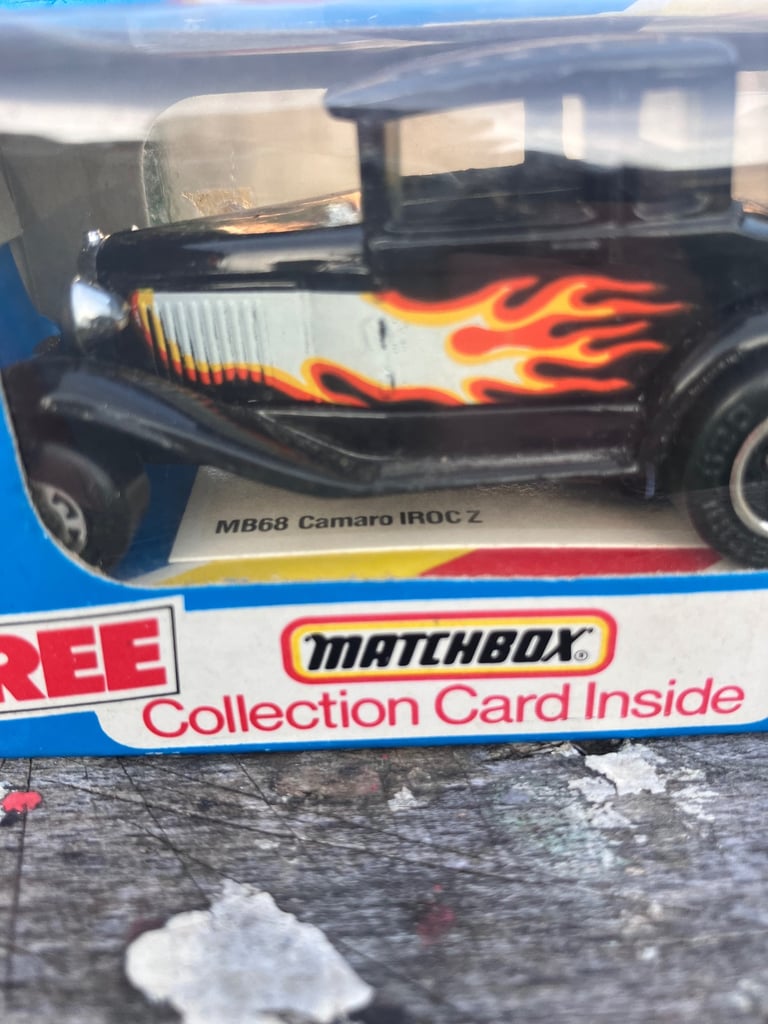 MB68 Camaro IROC Z
REE
MATCHBOX®
Collection Card Inside